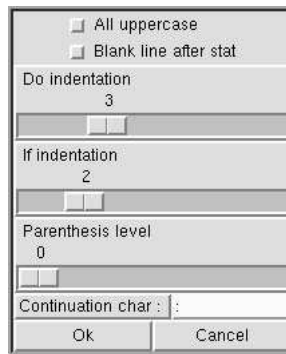 All uppercase
Blank line after stat
Do indentation
3
If indentation
2
Parenthesis level
0
Continuation char : :
Ok Cancel